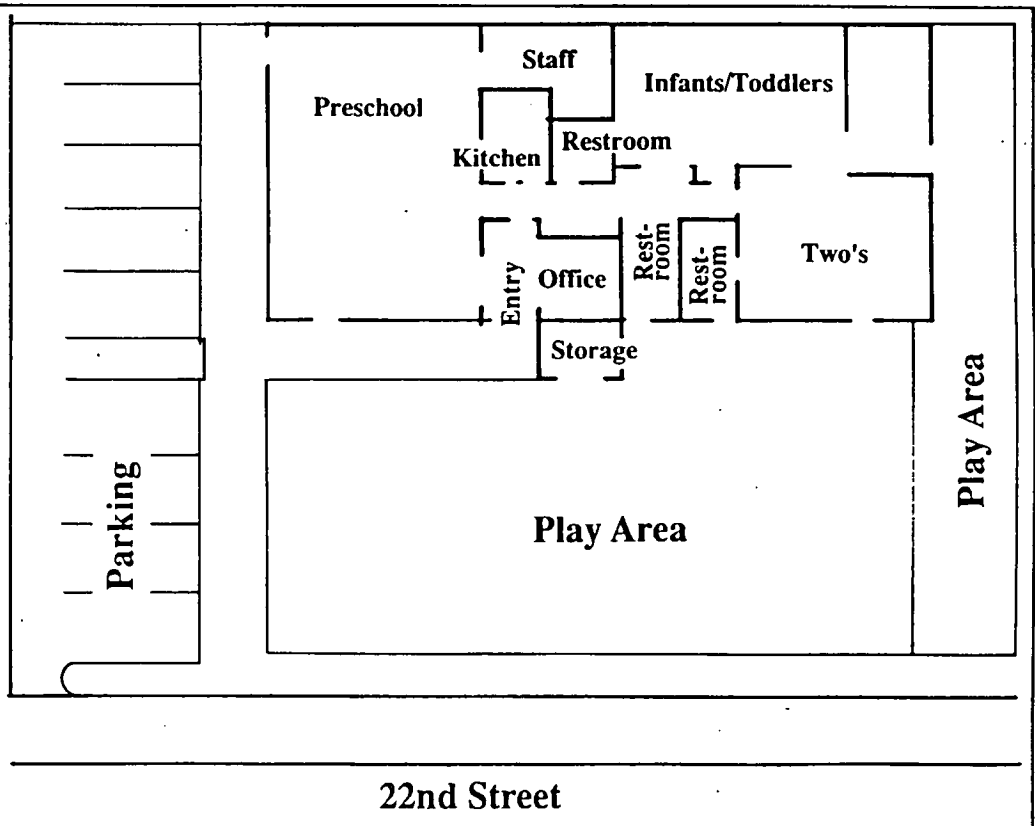 Staff
Infants/Toddlers
Preschool
Kitchen
Restroom
Entry
Office
Rest-
room
Rest-
room
Two's
Storage
Parking
Play Area
Play Area
22nd Street